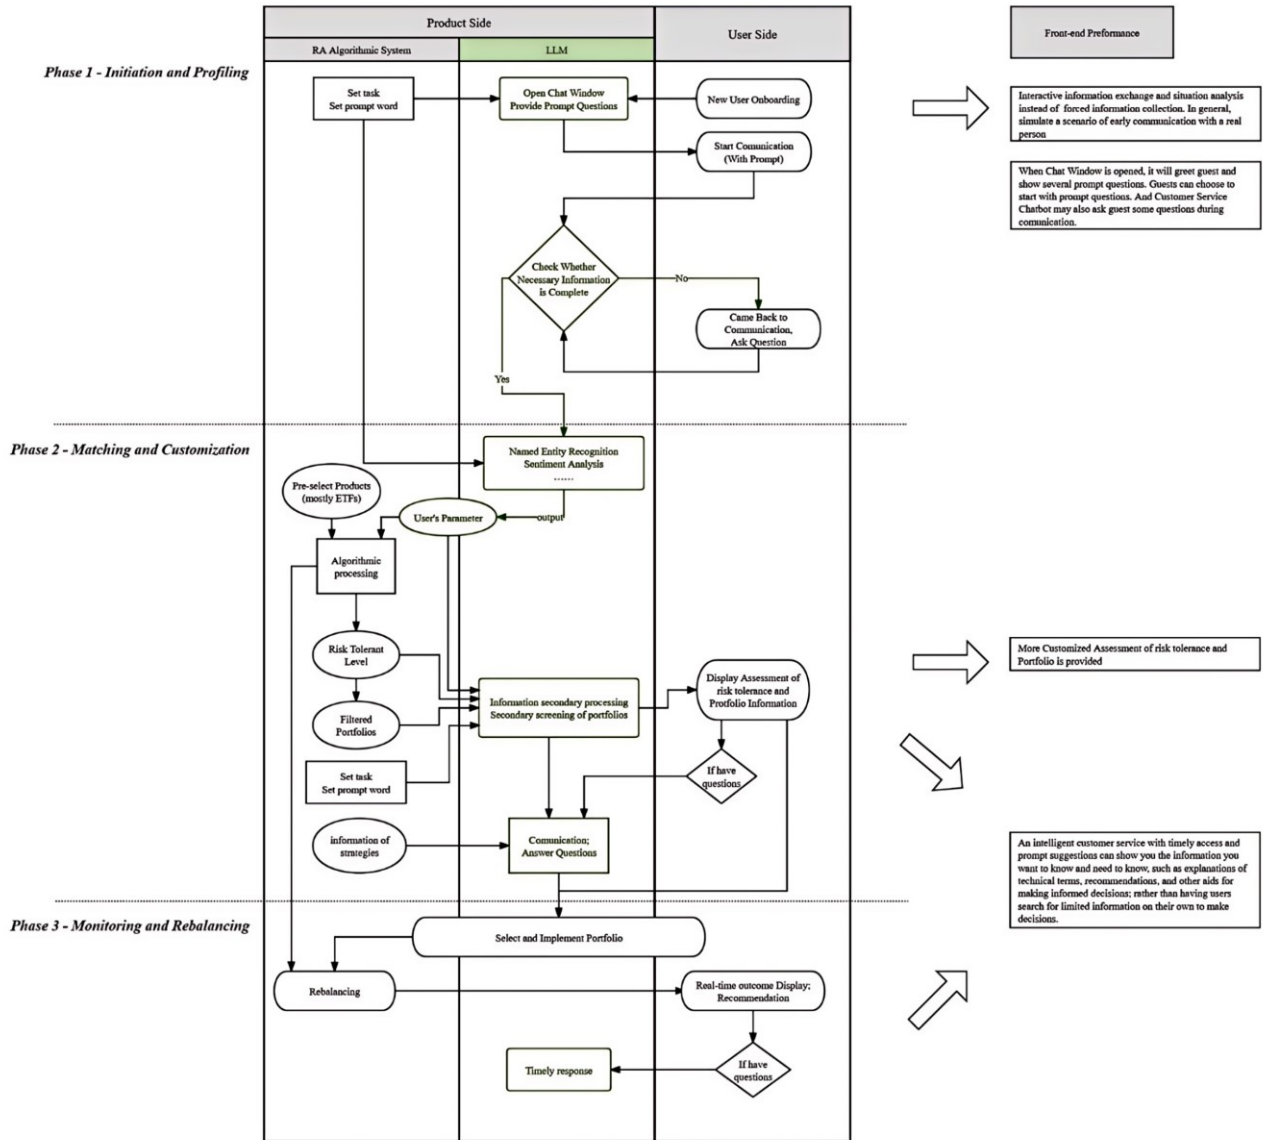 Product Side
User Side
Front-end Preformance
RA Algorithmic System
LLM
Phase 1 - Initiation and Profiling
Set task
Set prompt word
Open Chat Window
Provide Prompt Questions
New User Onboarding
Interactive information exchange and situation analysis
instead of forced information collection. In general,
simulate a scenario of early communication with a real
person
Start Comunication
(With Prompt)
When Chat Window is opened, it will greet guest and
show several prompt questions. Guests can choose to
start with prompt questions. And Customer Service
Chatbot may also ask guest some questions during
comunication.
Check Whether
Necessary Information
is Complete
No
Came Back to
Communication,
Ask Question
Yes
Phase 2 - Matching and Customization
Named Entity Recognition
Sentiment Analysis
......
Pre-select Products
(mostly ETFs)
User's Parameter
output
Algorithmic
processing
Risk Tolerant
Level
More Customized Assessment of risk tolerance and
Portfolio is provided
Display Assessment of
risk tolerance and
Protfolio Information
Information secondary processing
Secondary screening of portfolios
Filtered
Portfolios
If have
questions
Set task
Set prompt word
information of
strategies
Comunication;
Answer Questions
An intelligent customer service with timely access and
prompt suggestions can show you the information you
want to know and need to know, such as explanations of
technical terms, recommendations, and other aids for
making informed decisions; rather than having users
search for limited information on their own to make
decisions.
Phase 3 - Monitoring and Rebalancing
Select and Implement Portfolio
Rebalancing
Real-time outcome Display;
Recommendation
Timely response
If have
questions